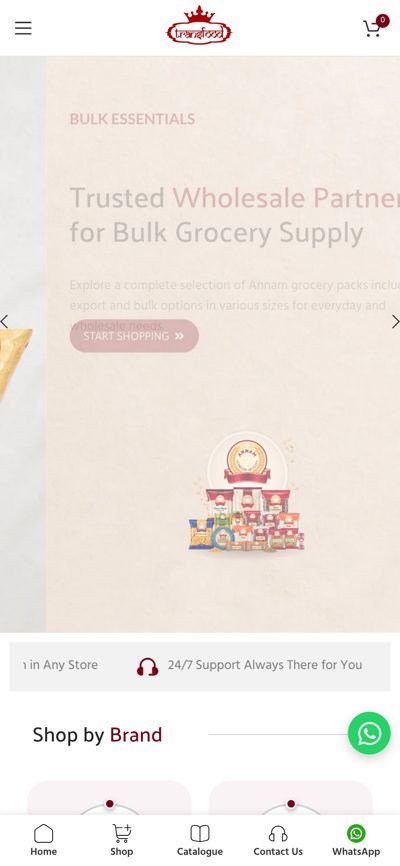 transfood
0
BULK ESSENTIALS
Trusted Wholesale Partner
for Bulk Grocery Supply
Explore a complete selection of Annam grocery packs
export and bulk options in various sizes for everyday and
wholesale needs.
START SHOPPING
ANNAM
in Any Store
24/7 Support Always There for You
Shop by Brand
Home
Shop
Catalogue
Contact Us
WhatsApp